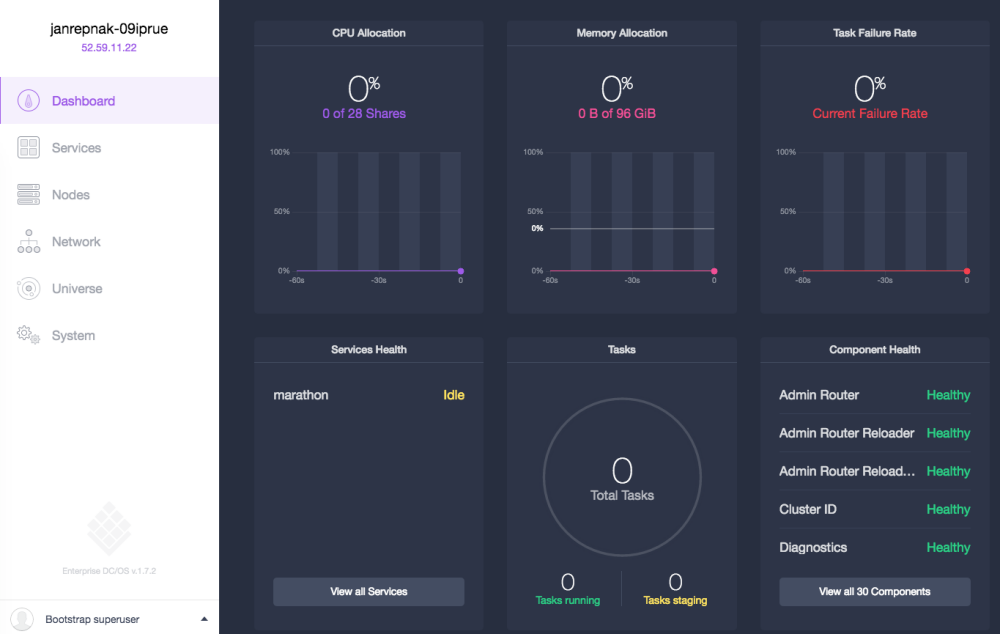 janrepnak-09iprue
52.59.11.22
Dashboard
Services
Nodes
Network
Universe
System
Enterprise DC/OS v.1.7.2
Bootstrap superuser
CPU Allocation
0%
0 of 28 Shares
100%
50%
0%
-60s -30s 0
Memory Allocation
0%
0 B of 96 GiB
100%
50%
0%
0%
-60s -30s 0
Task Failure Rate
0%
Current Failure Rate
100%
50%
0%
-60s -30s 0
Services Health
marathon Idle
View all Services
Tasks
0
Total Tasks
0 0
Tasks running Tasks staging
Component Health
Admin Router Healthy
Admin Router Reloader Healthy
Admin Router Reload... Healthy
Cluster ID Healthy
Diagnostics Healthy
View all 30 Components